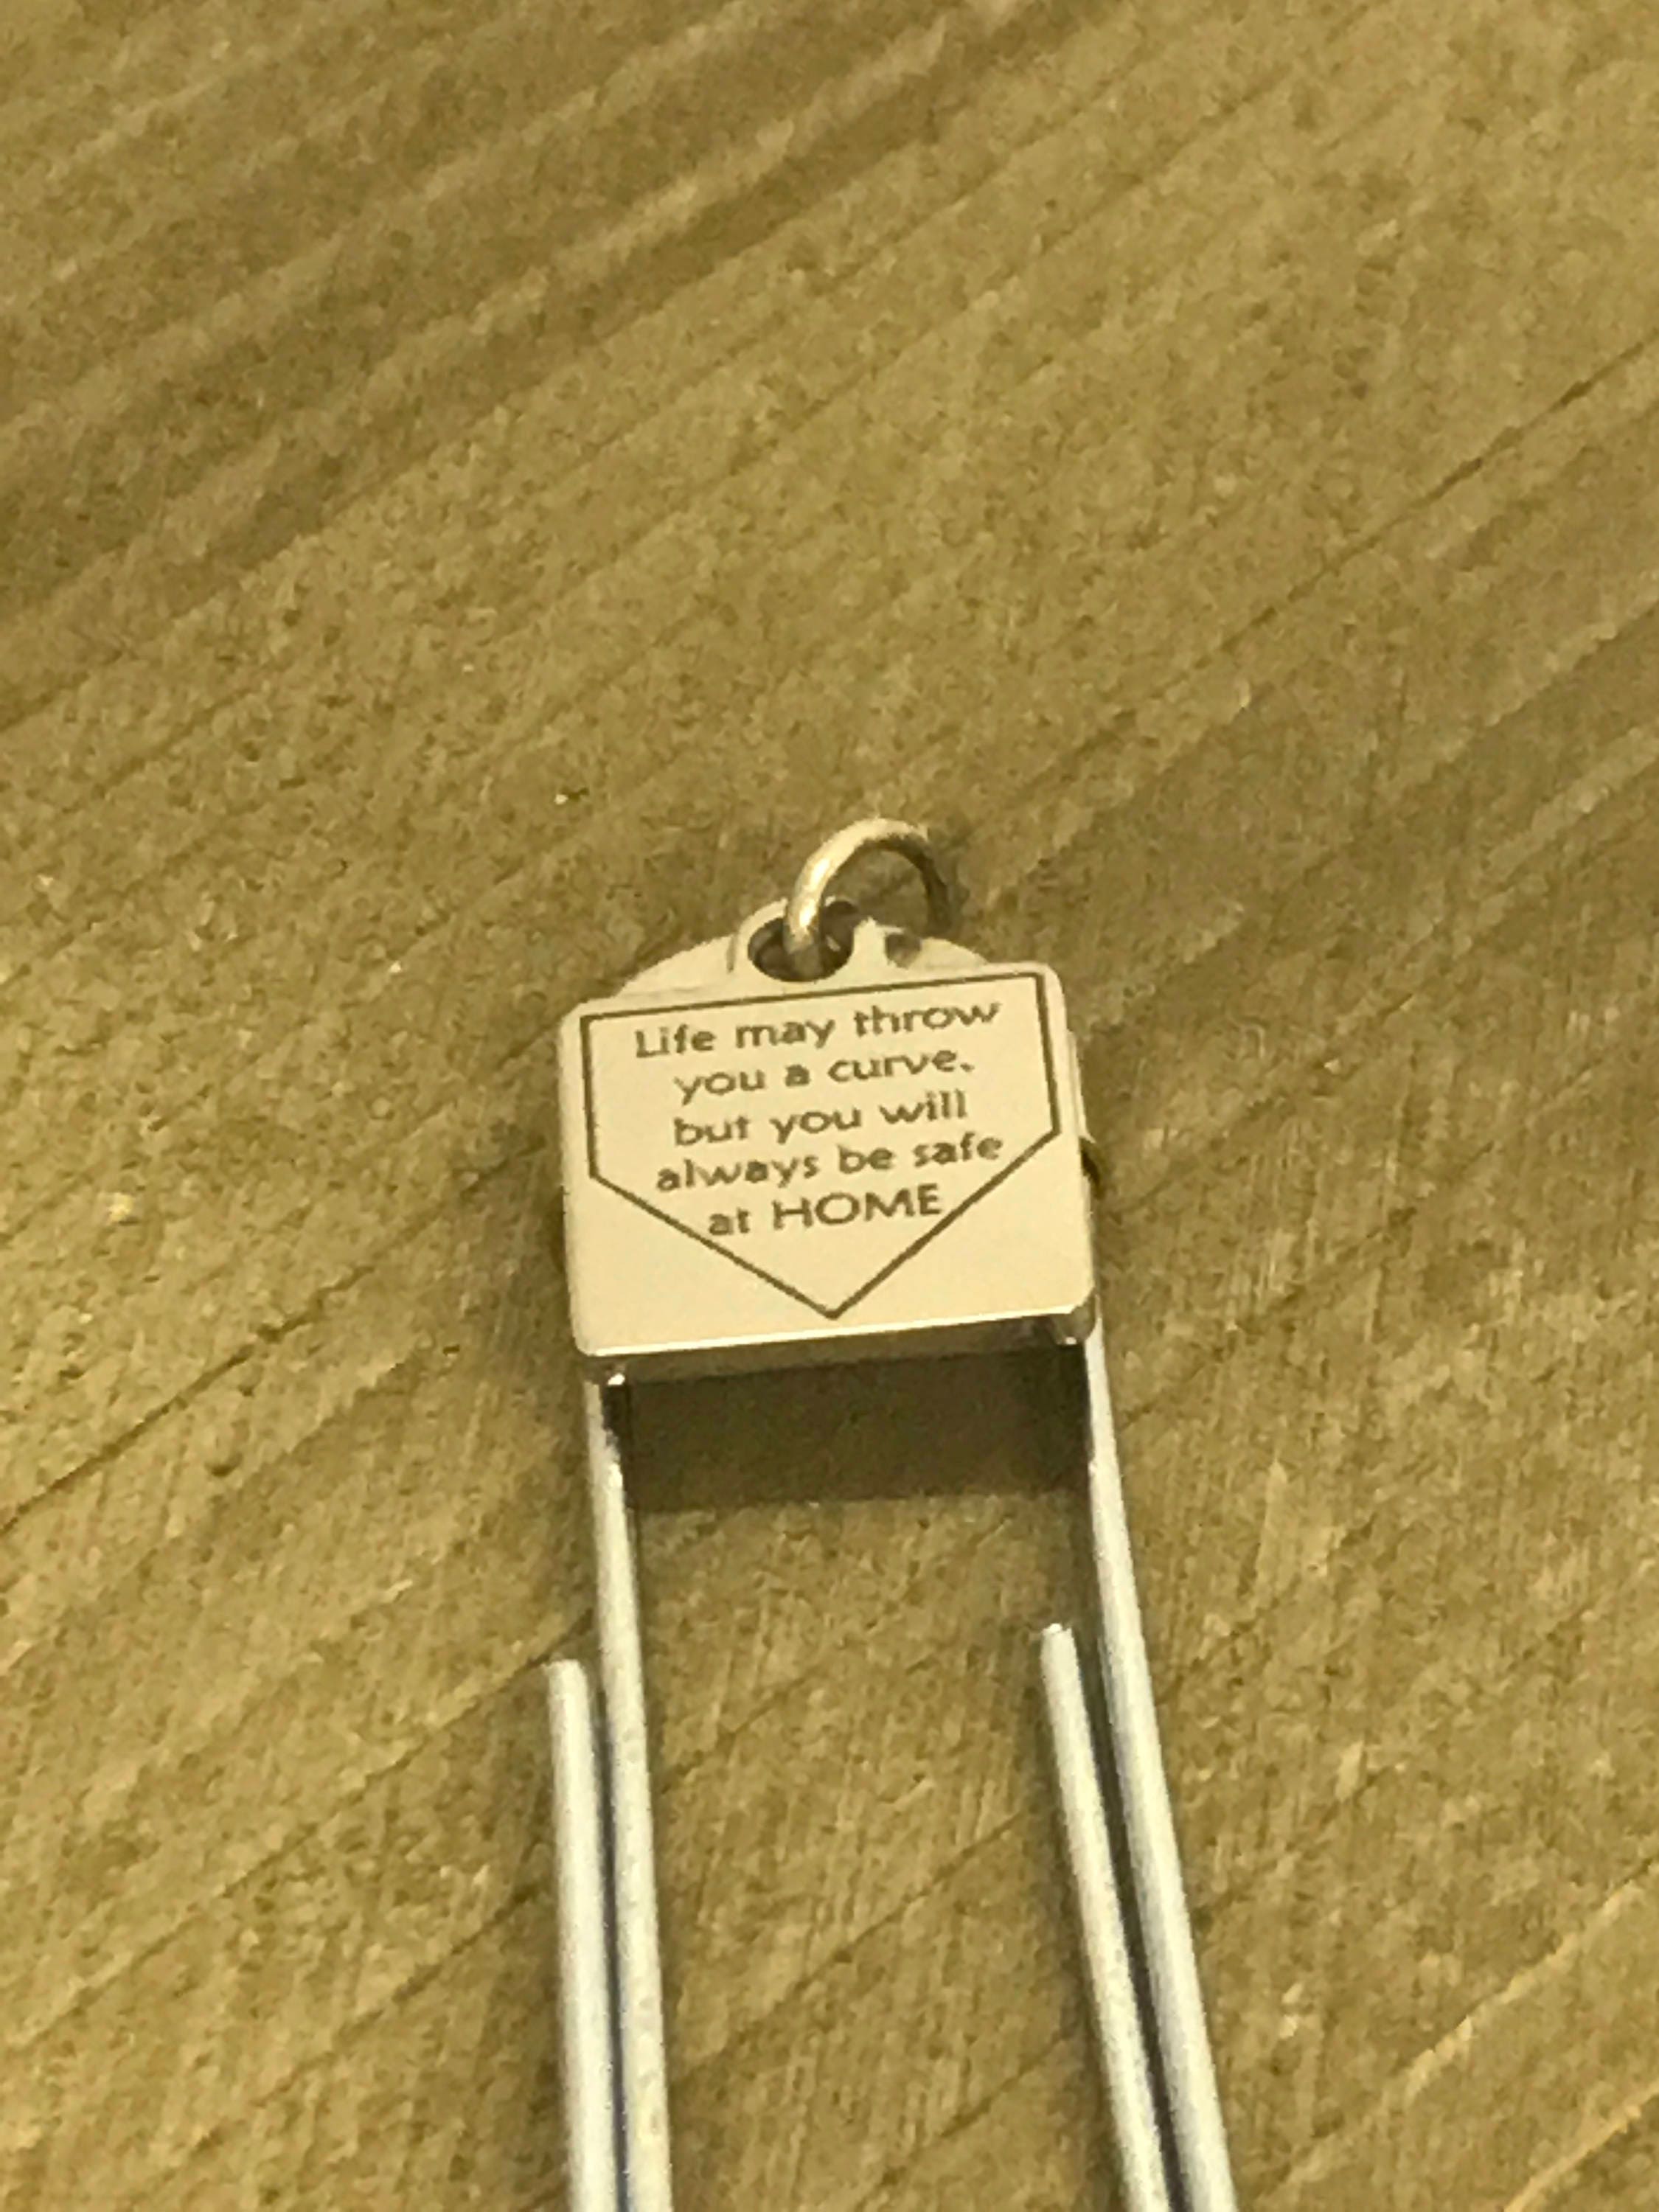 Life may throw
you a curve,
but you will
always be safe
at HOME